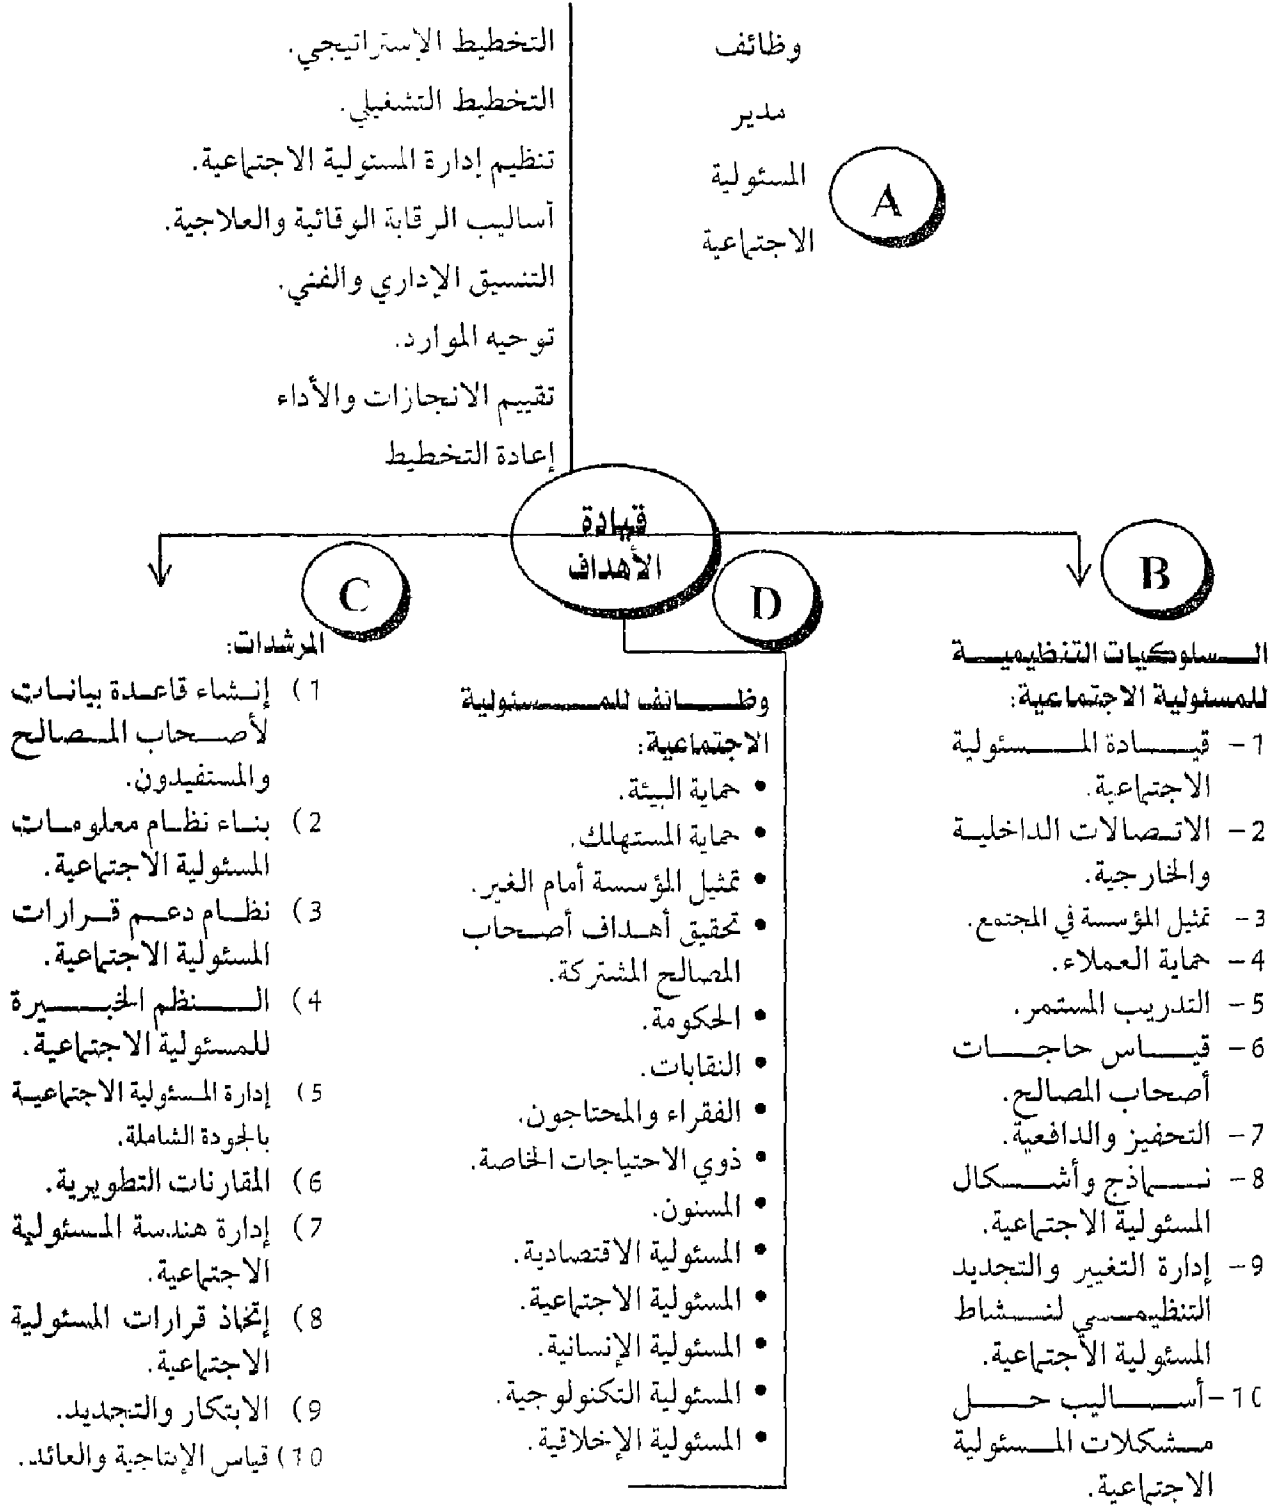 وظائف
مدير
المسئولية
الاجتماعية
A
التخطيط الإستراتيجي.
التخطيط التشغيلي.
تنظيم إدارة المسئولية الاجتماعية.
أساليب الرقابة الوقائية والعلاجية.
التنسيق الإداري والفني.
توجيه الموارد.
تقييم الانجازات والأداء
إعادة التخطيط
قيادة
الأهداف
B
السلوكيات التنظيمية
للمسئولية الاجتماعية:
1- قيادة المسئولية
الاجتماعية.
2- الاتصالات الداخلية
والخارجية.
3- تمثيل المؤسسة في المجتمع.
4- حماية العملاء.
5- التدريب المستمر.
6- قياس حاجات
أصحاب المصالح.
7- التحفيز والدافعية.
8- نماذج وأشكال
المسئولية الاجتماعية.
9- إدارة التغيير والتجديد
التنظيمي لنشاط
المسئولية الأجتماعية.
10- أساليب حل
مشكلات المسئولية
الاجتماعية.
D
وظائف للمسئولية
الاجتماعية:
• حماية البيئة.
• حماية المستهلك.
• تمثيل المؤسسة أمام الغير.
• تحقيق أهداف أصحاب
المصالح المشتركة.
• الحكومة.
• النقابات.
• الفقراء والمحتاجون.
• ذوي الاحتياجات الخاصة.
• المسنون.
• المسئولية الاقتصادية.
• المسئولية الاجتماعية.
• المسئولية الإنسانية.
• المسئولية التكنولوجية.
• المسئولية الإخلاقية.
C
المرشدات:
1) إنشاء قاعدة بيانات
لأصحاب المصالح
والمستفيدون.
2) بناء نظام معلومات
المسئولية الاجتماعية.
3) نظام دعم قرارات
المسئولية الاجتماعية.
4) النظم الخبيرة
للمسئولية الاجتماعية.
5) إدارة المسئولية الاجتماعية
بالجودة الشاملة.
6) المقارنات التطويرية.
7) إدارة هندسة المسئولية
الاجتماعية.
8) إتخاذ قرارات المسئولية
الاجتماعية.
9) الابتكار والتجديد.
10) قياس الإنتاجية والعائد.